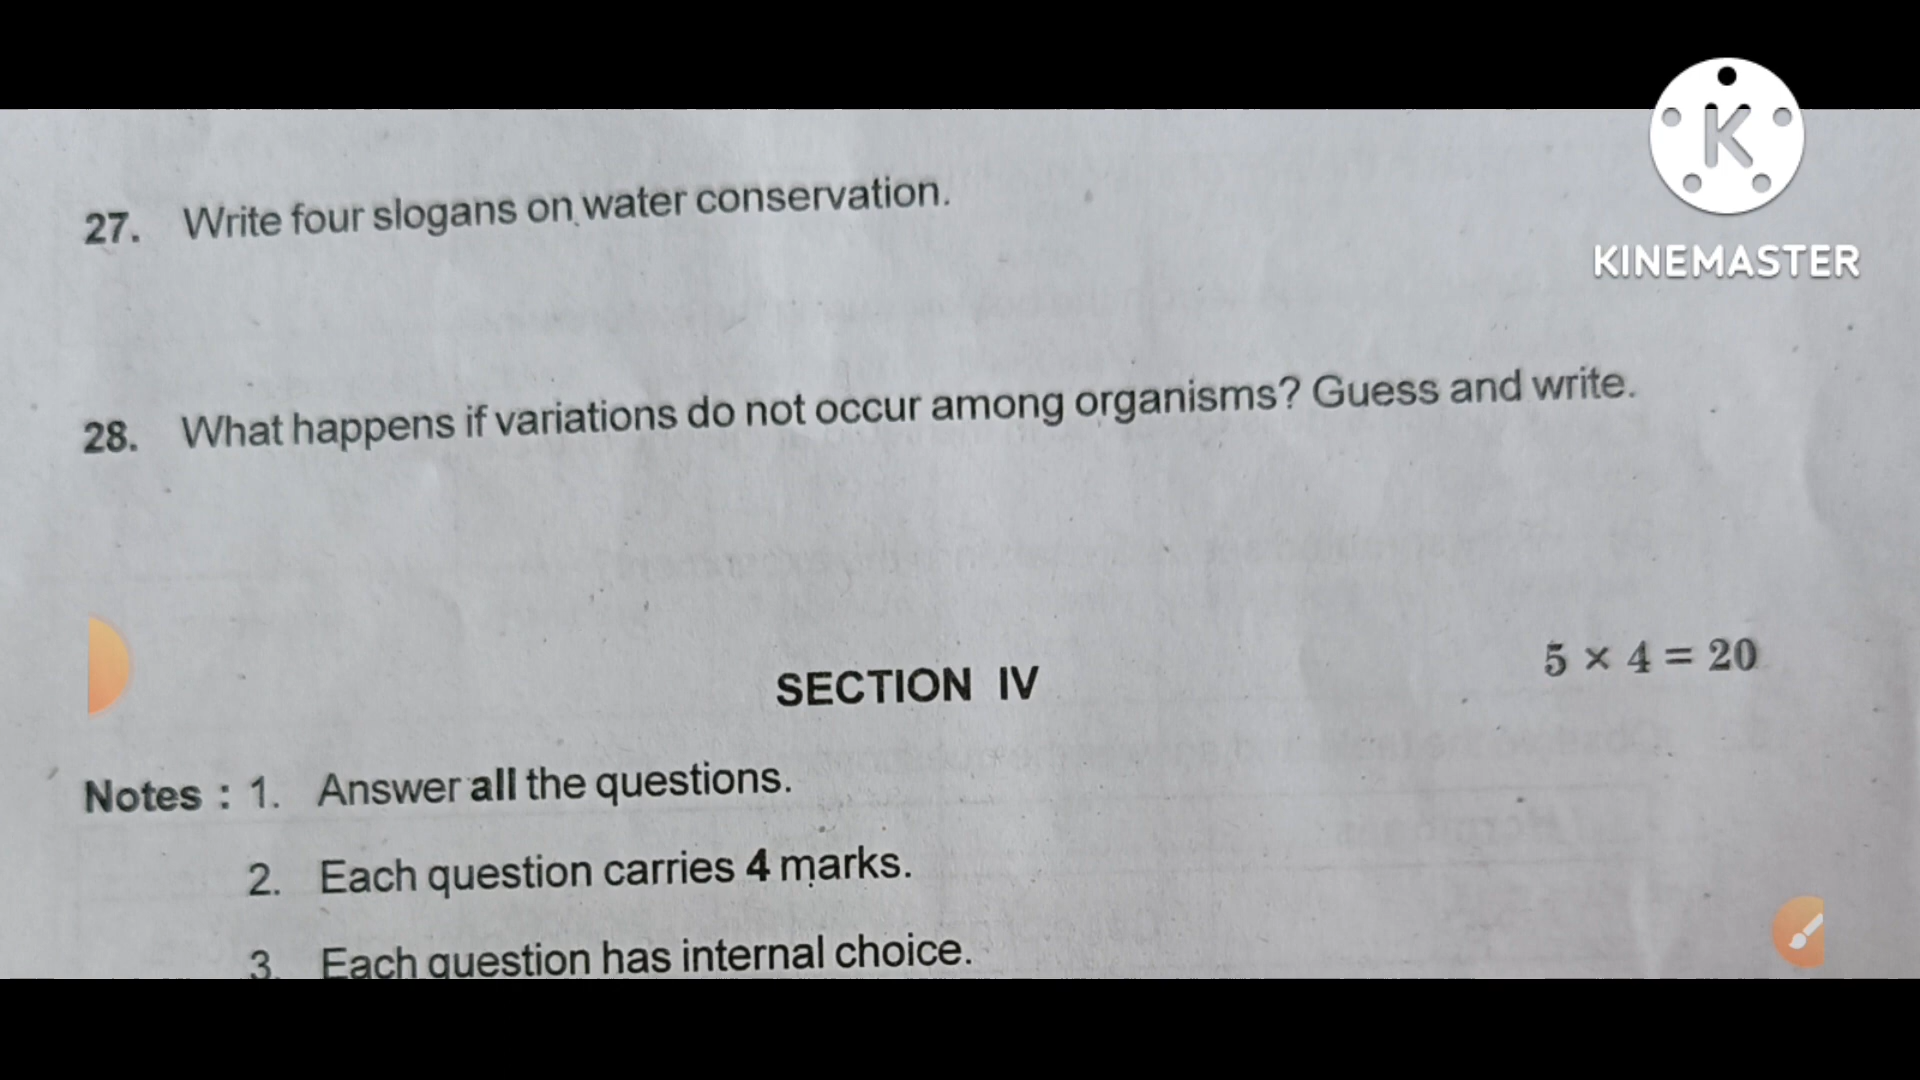 K
KINEMASTER
27. Write four slogans on water conservation.
28. What happens if variations do not occur among organisms? Guess and write.
5 × 4 = 20
SECTION IV
Notes : 1. Answer all the questions.
2. Each question carries 4 marks.
3. Each question has internal choice.